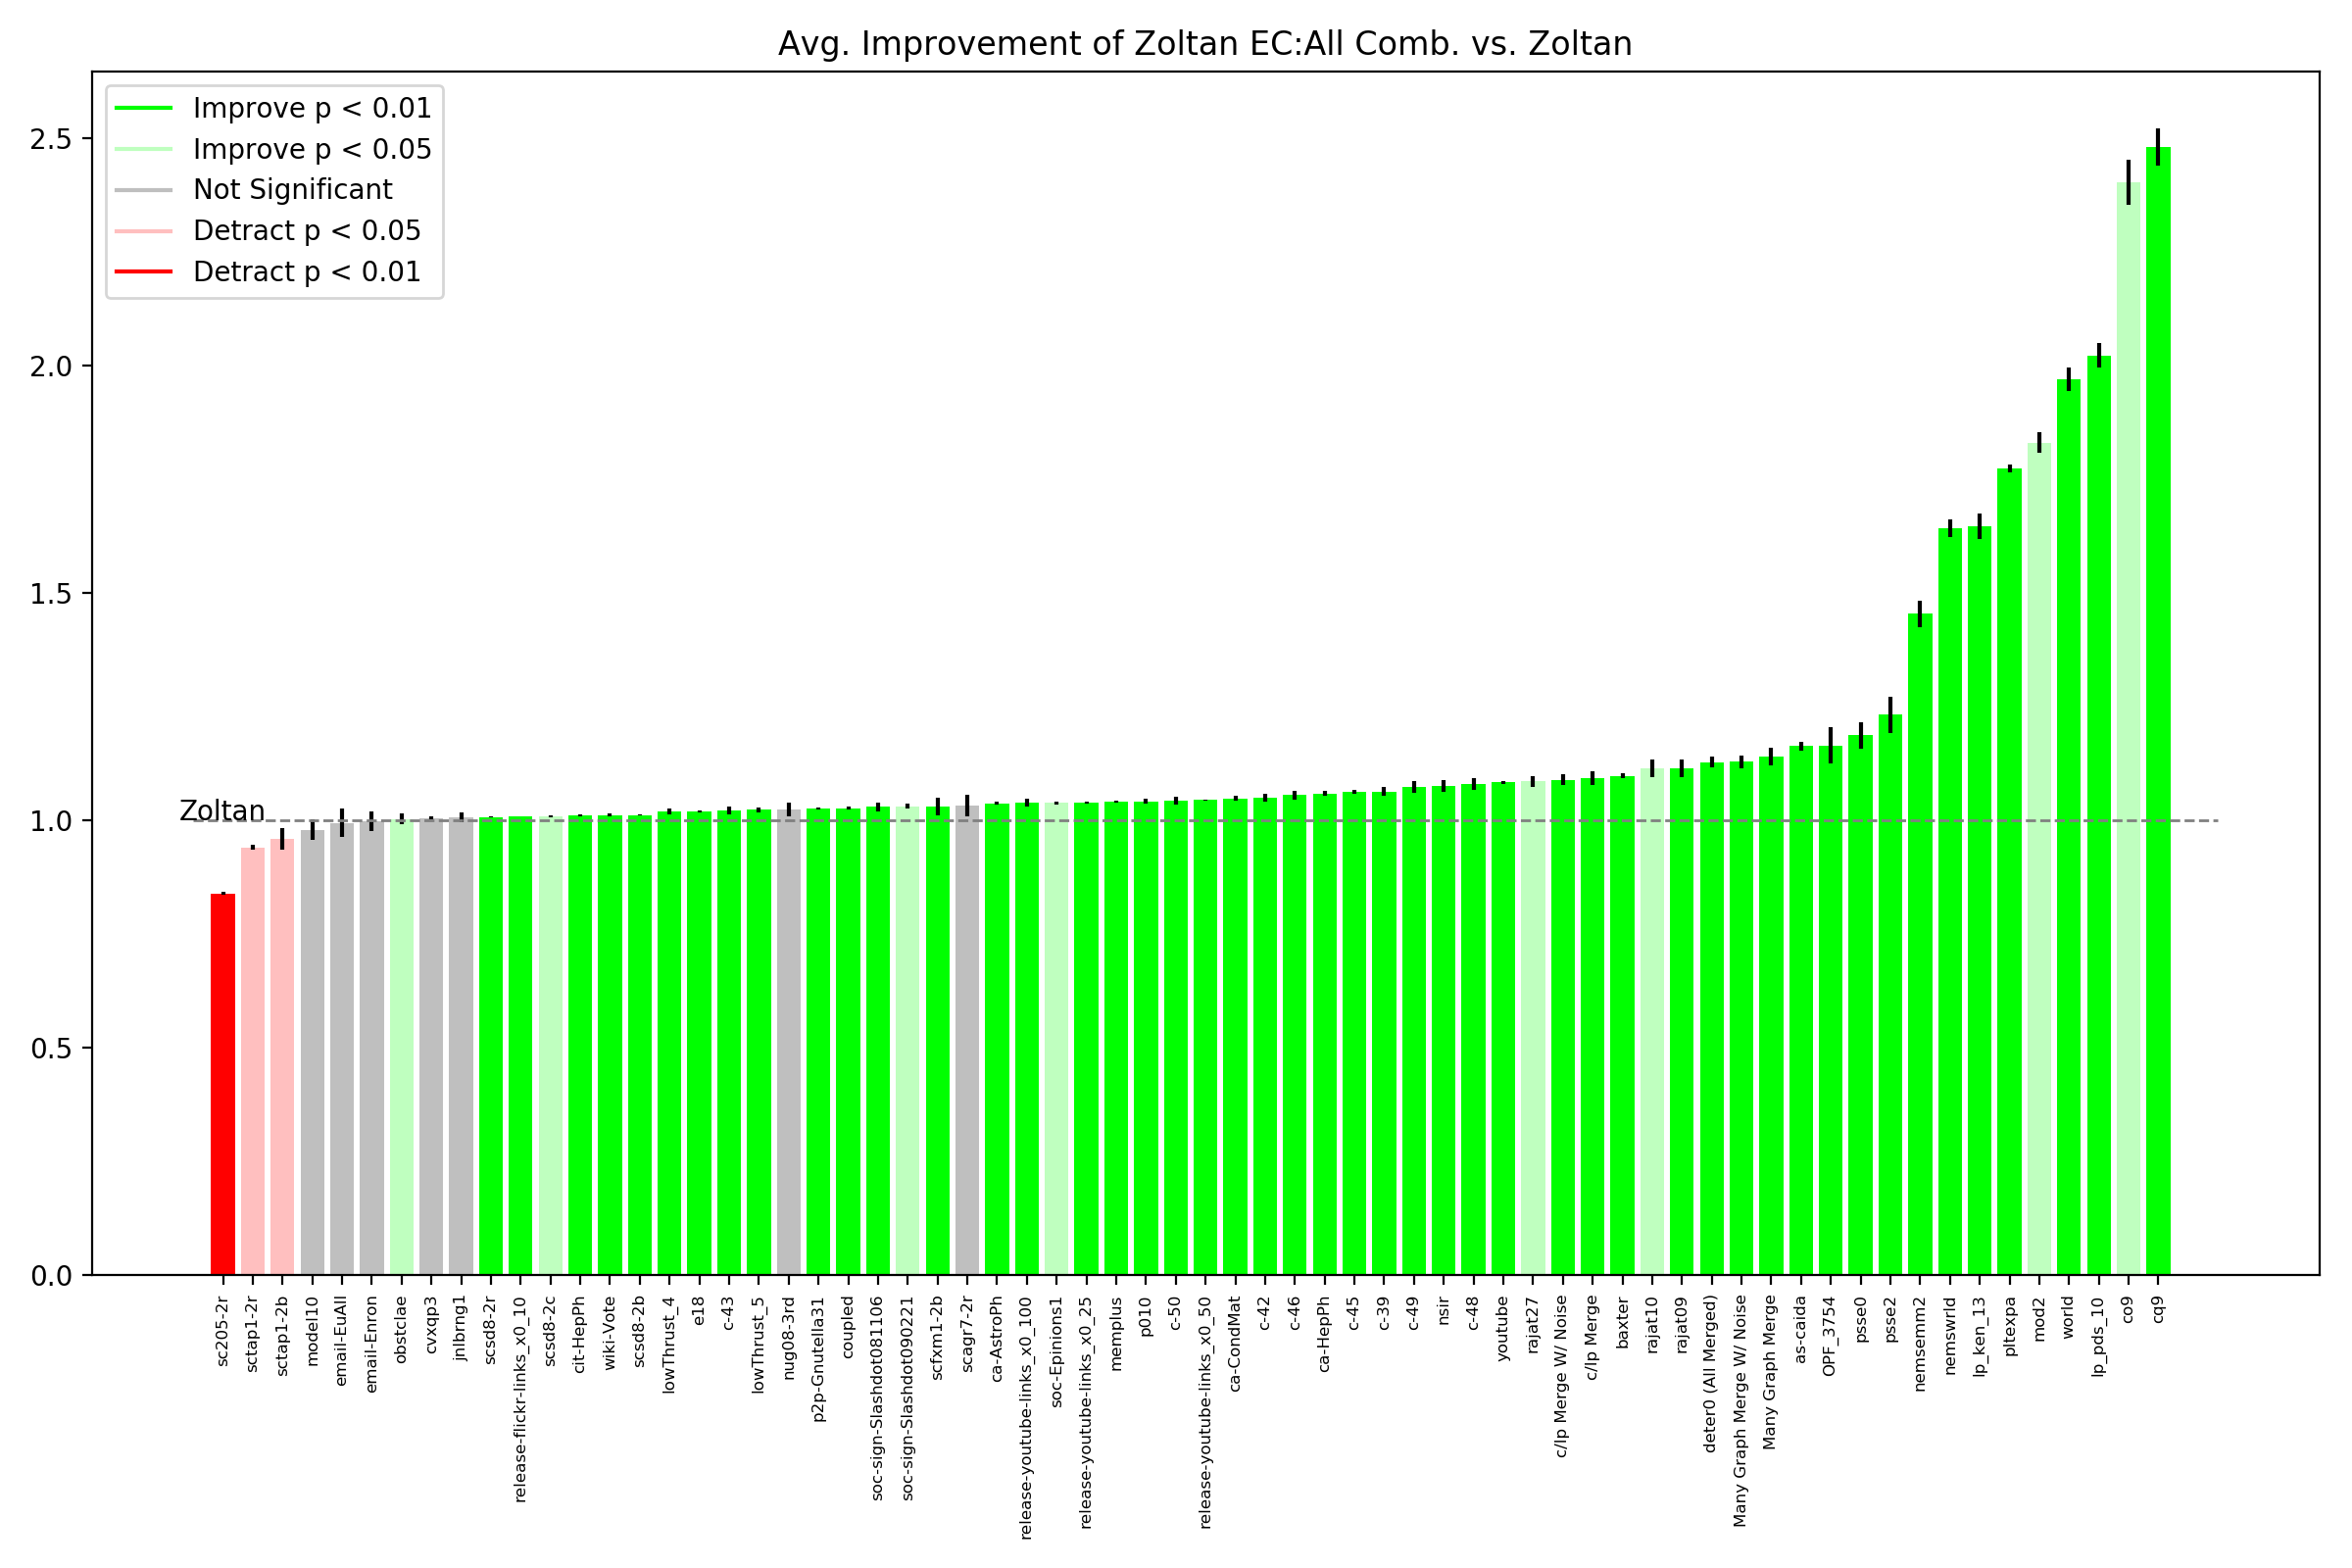 Avg. Improvement of Zoltan EC:All Comb. vs. Zoltan
Improve p < 0.01
Improve p < 0.05
Not Significant
Detract p < 0.05
Detract p < 0.01
2.5
2.0
1.5
1.0
0.5
0.0
Zoltan
sc205-2r
sctap1-2r
sctap1-2b
model10
email-EuAll
email-Enron
obstclae
cvxqp3
jnlbrng1
scsd8-2r
release-flickr-links_x0_10
scsd8-2c
cit-HepPh
wiki-Vote
scsd8-2b
lowThrust_4
e18
c-43
lowThrust_5
nug08-3rd
p2p-Gnutella31
coupled
soc-sign-Slashdot081106
soc-sign-Slashdot090221
scfxm1-2b
scagr7-2r
ca-AstroPh
release-youtube-links_x0_100
soc-Epinions1
release-youtube-links_x0_25
memplus
p010
c-50
release-youtube-links_x0_50
ca-CondMat
c-42
c-46
ca-HepPh
c-45
c-39
c-49
nsir
c-48
youtube
rajat27
c/lp Merge W/ Noise
c/lp Merge
baxter
rajat10
rajat09
deter0 (All Merged)
Many Graph Merge W/ Noise
Many Graph Merge
as-caida
OPF_3754
psse0
psse2
nemsemm2
nemswrld
lp_ken_13
pltexpa
mod2
world
lp_pds_10
co9
cq9